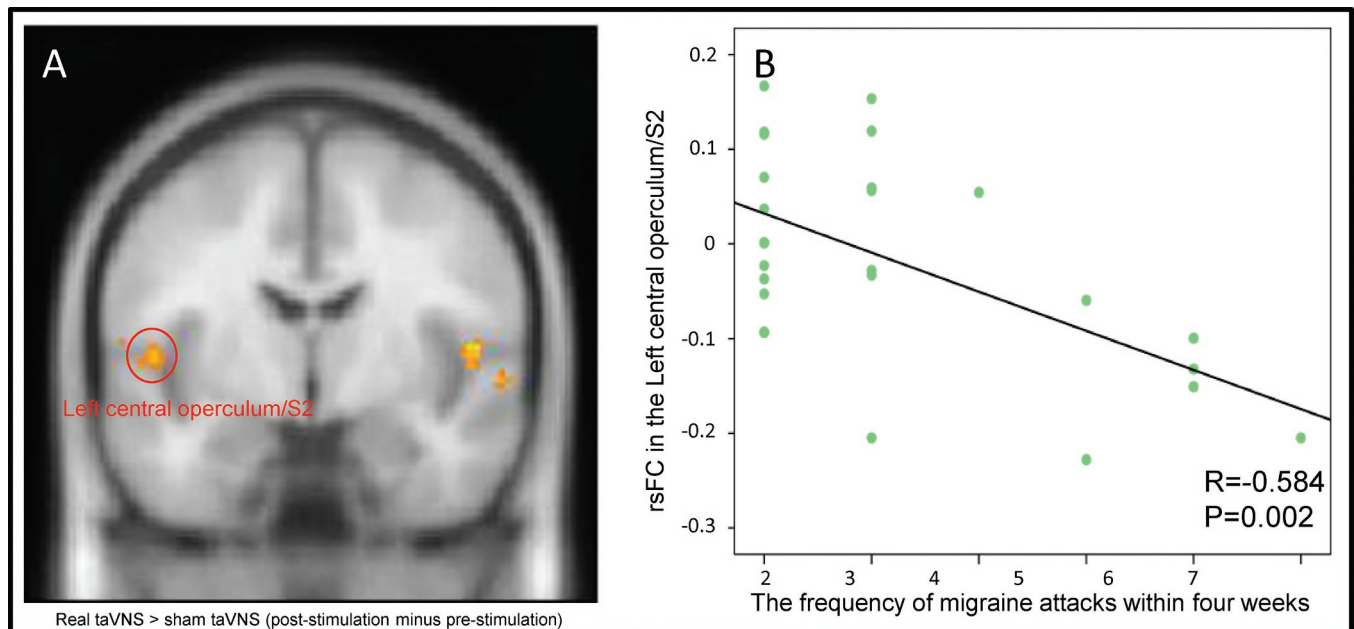 A
Left central operculum/S2
Real taVNS > sham taVNS (post-stimulation minus pre-stimulation)
B
rsFC in the Left central operculum/S2
0.2
0.1
0
-0.1
-0.2
-0.3
R=-0.584
P=0.002
2 3 4 5 6 7
The frequency of migraine attacks within four weeks